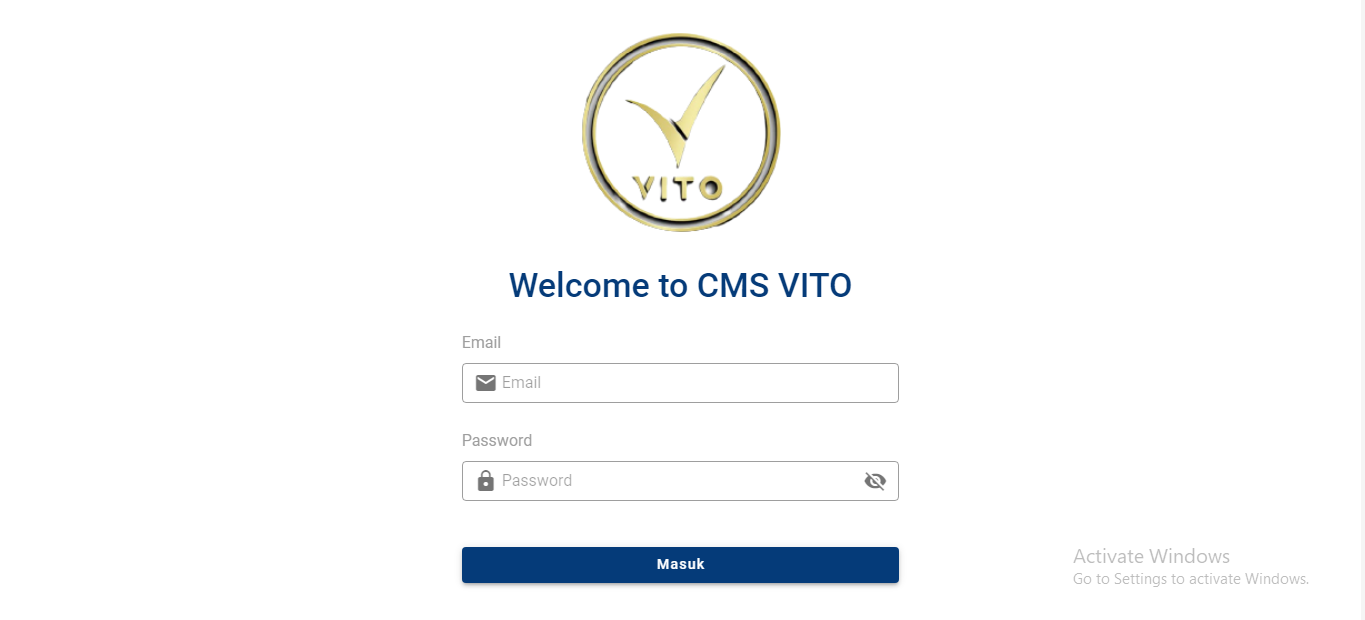 VITO
Welcome to CMS VITO
Email
Email
Password
Password
Masuk
Activate Windows
Go to Settings to activate Windows.